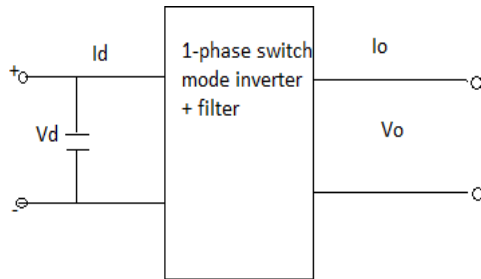 Id
1-phase switch
mode inverter
+ filter
Io
+
Vd
Vo
-